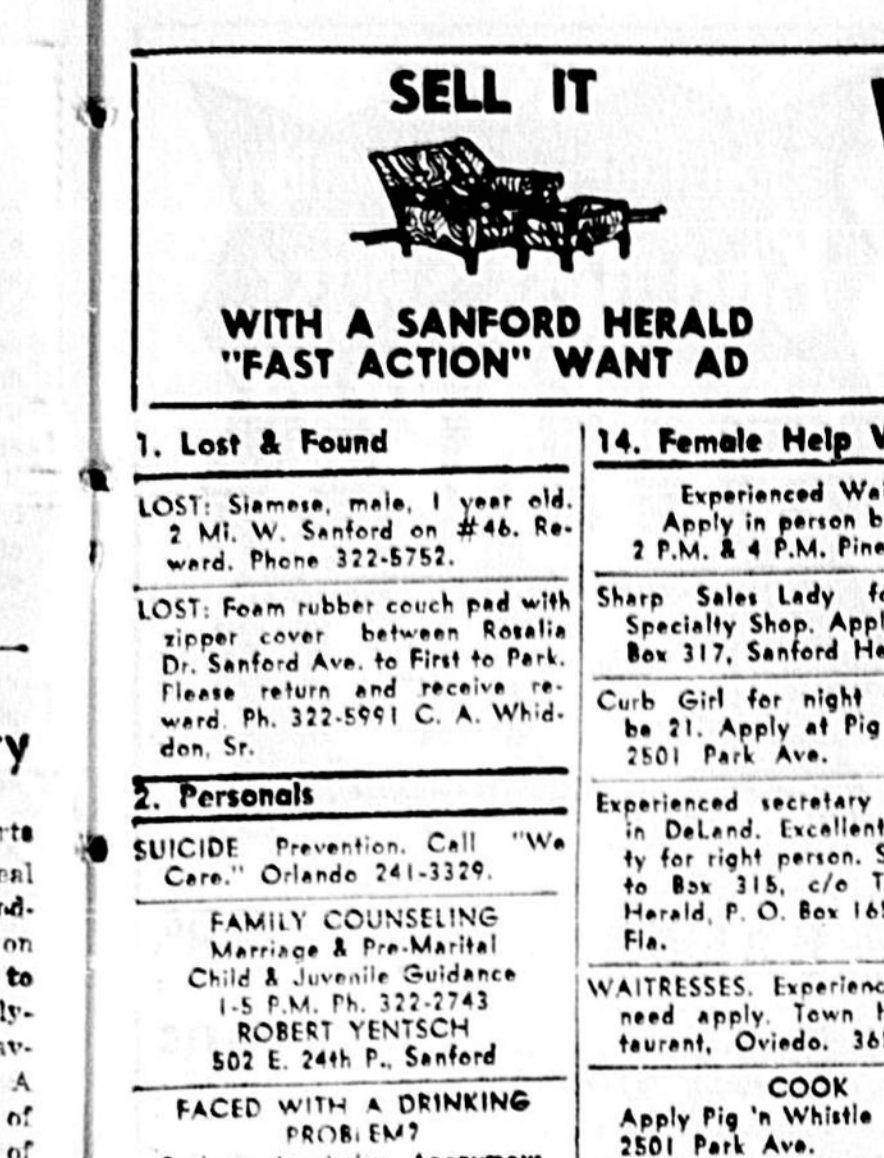 SELL IT
WITH A SANFORD HERALD
"FAST ACTION" WANT AD
1. Lost & Found
LOST: Siamese, male, 1 year old.
2 Mi. W. Sanford on #46. Re-
ward. Phone 322-5752.
LOST: Foam rubber couch pad with
zipper cover between Rosalia
Dr. Sanford Ave. to First to Park.
Please return and receive re-
ward. Ph. 322-5991 C. A. Whid-
don, Sr.
2. Personals
SUICIDE Prevention. Call "We
Care." Orlando 241-3329.
FAMILY COUNSELING
Marriage & Pre-Marital
Child & Juvenile Guidance
1-5 P.M. Ph. 322-2743
ROBERT YENTSCH
502 E. 24th P., Sanford
FACED WITH A DRINKING
PROBLEM?
14. Female Help
Experienced
Apply in person
2 P.M. & 4 P.M. Pine
Sharp Sales Lady
Specialty Shop.
Box 317, Sanford
Curb Girl for night
be 21. Apply at Pig
2501 Park Ave.
Experienced secretary
in DeLand. Excellent
ty for right person.
to Box 315, c/o
Herald, P. O. Box
Fla.
WAITRESSES.
need apply. Town
taurant, Oviedo.
COOK
Apply Pig 'n Whistle
2501 Park Ave.
on
to
ly-
av-
A
of
of